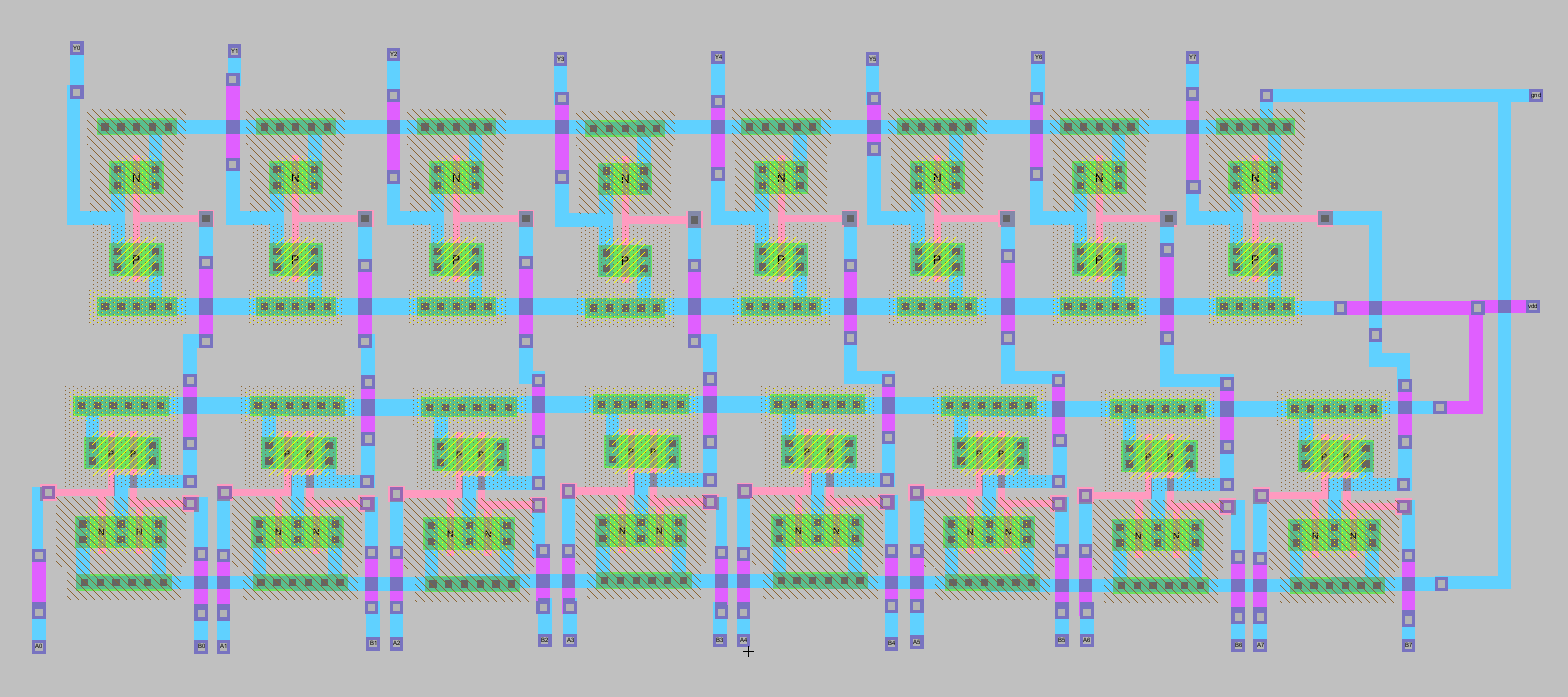 Y0 Y1 Y2 Y3 Y4 Y5 Y6 Y7
gnd
N N N N N N N N
P P P P P P P P
vdd
P P P P P P P P P P P P P P P P
N N N N N N N N N N N N N N N N
A0 B0 A1 B1 A2 B2 A3 B3 A4 B4 A5 B5 A6 B6 A7 B7